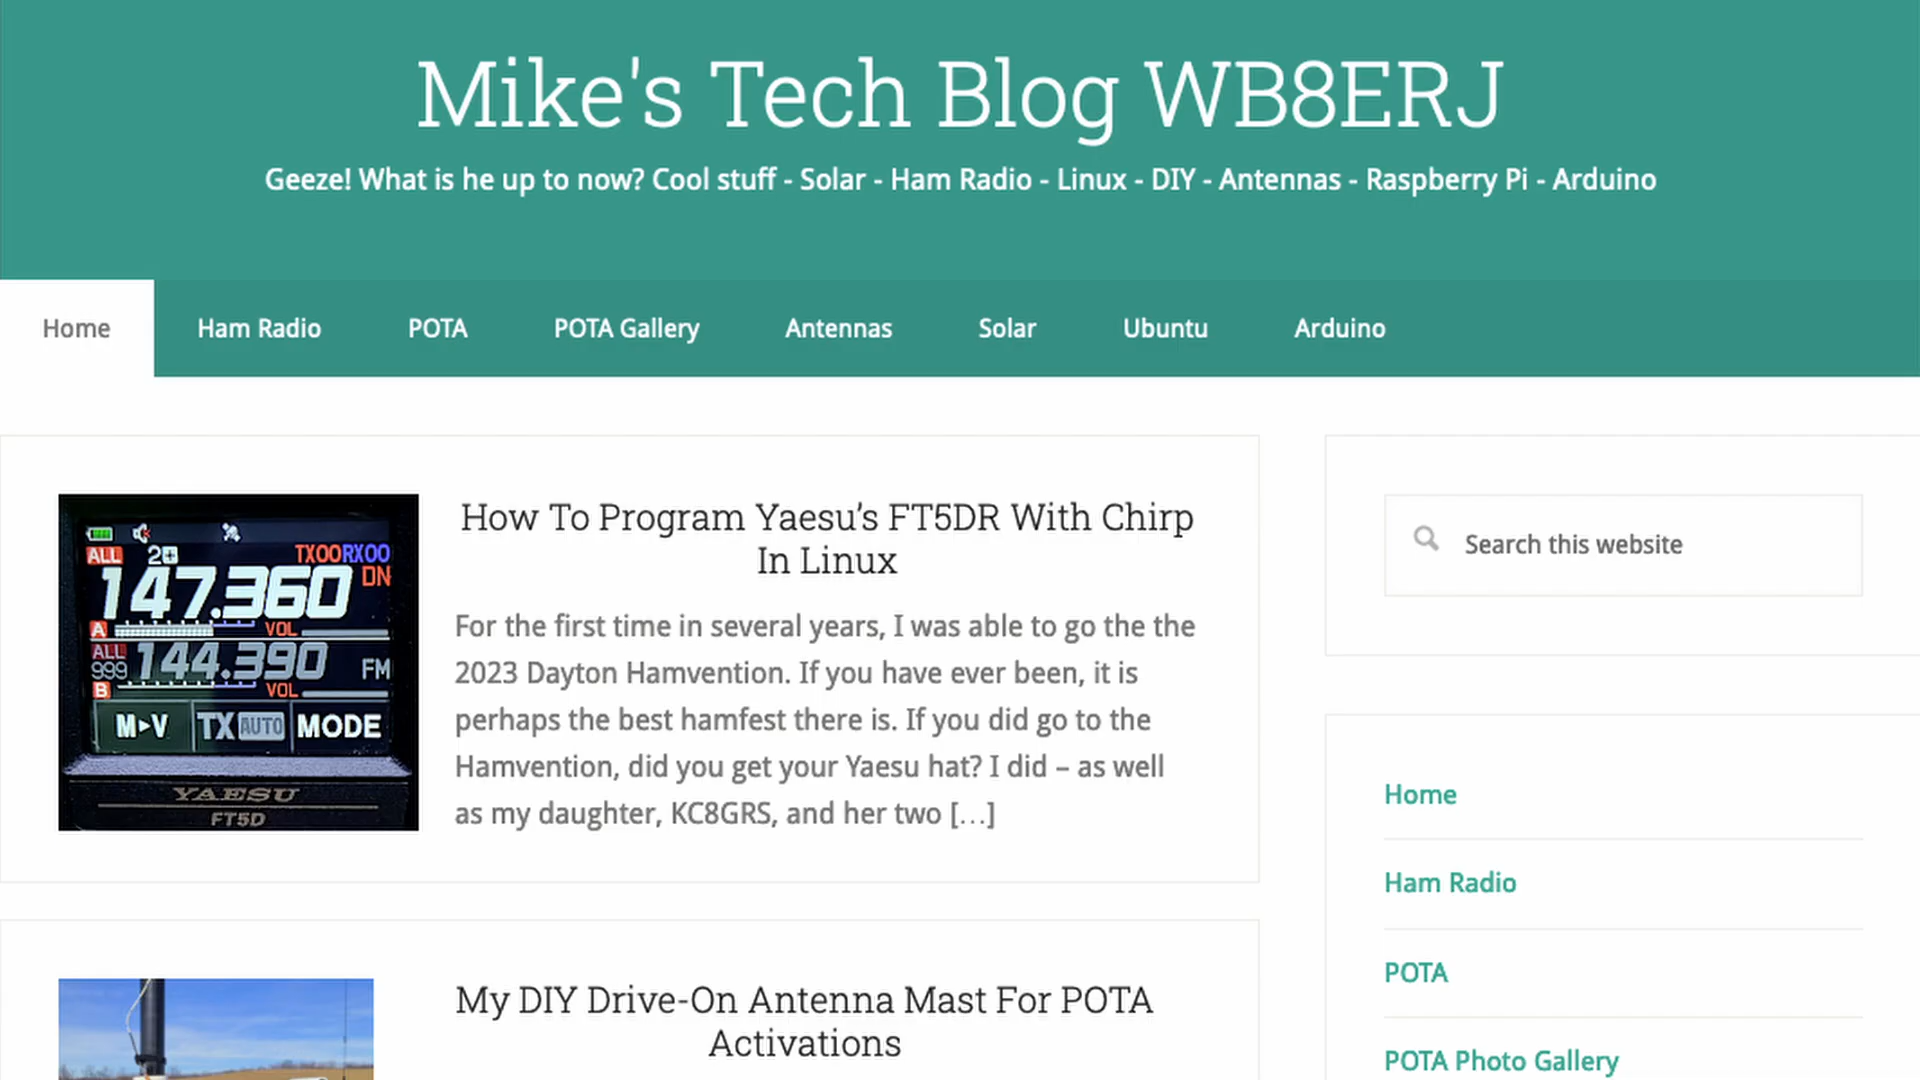 Mike's Tech Blog WB8ERJ
Geeze! What is he up to now? Cool stuff - Solar - Ham Radio - Linux - DIY - Antennas - Raspberry Pi - Arduino
Home
Ham Radio
POTA
POTA Gallery
Antennas
Solar
Ubuntu
Arduino
ALL
2
TX00RX00
147.360
DN
A
VOL
ALL
999
144.390
FM
B
VOL
M▸V
TX AUTO
MODE
YAESU
FT5D
How To Program Yaesu’s FT5DR With Chirp
In Linux
For the first time in several years, I was able to go the the
2023 Dayton Hamvention. If you have ever been, it is
perhaps the best hamfest there is. If you did go to the
Hamvention, did you get your Yaesu hat? I did – as well
as my daughter, KC8GRS, and her two […]
My DIY Drive-On Antenna Mast For POTA
Activations
Search this website
Home
Ham Radio
POTA
POTA Photo Gallery